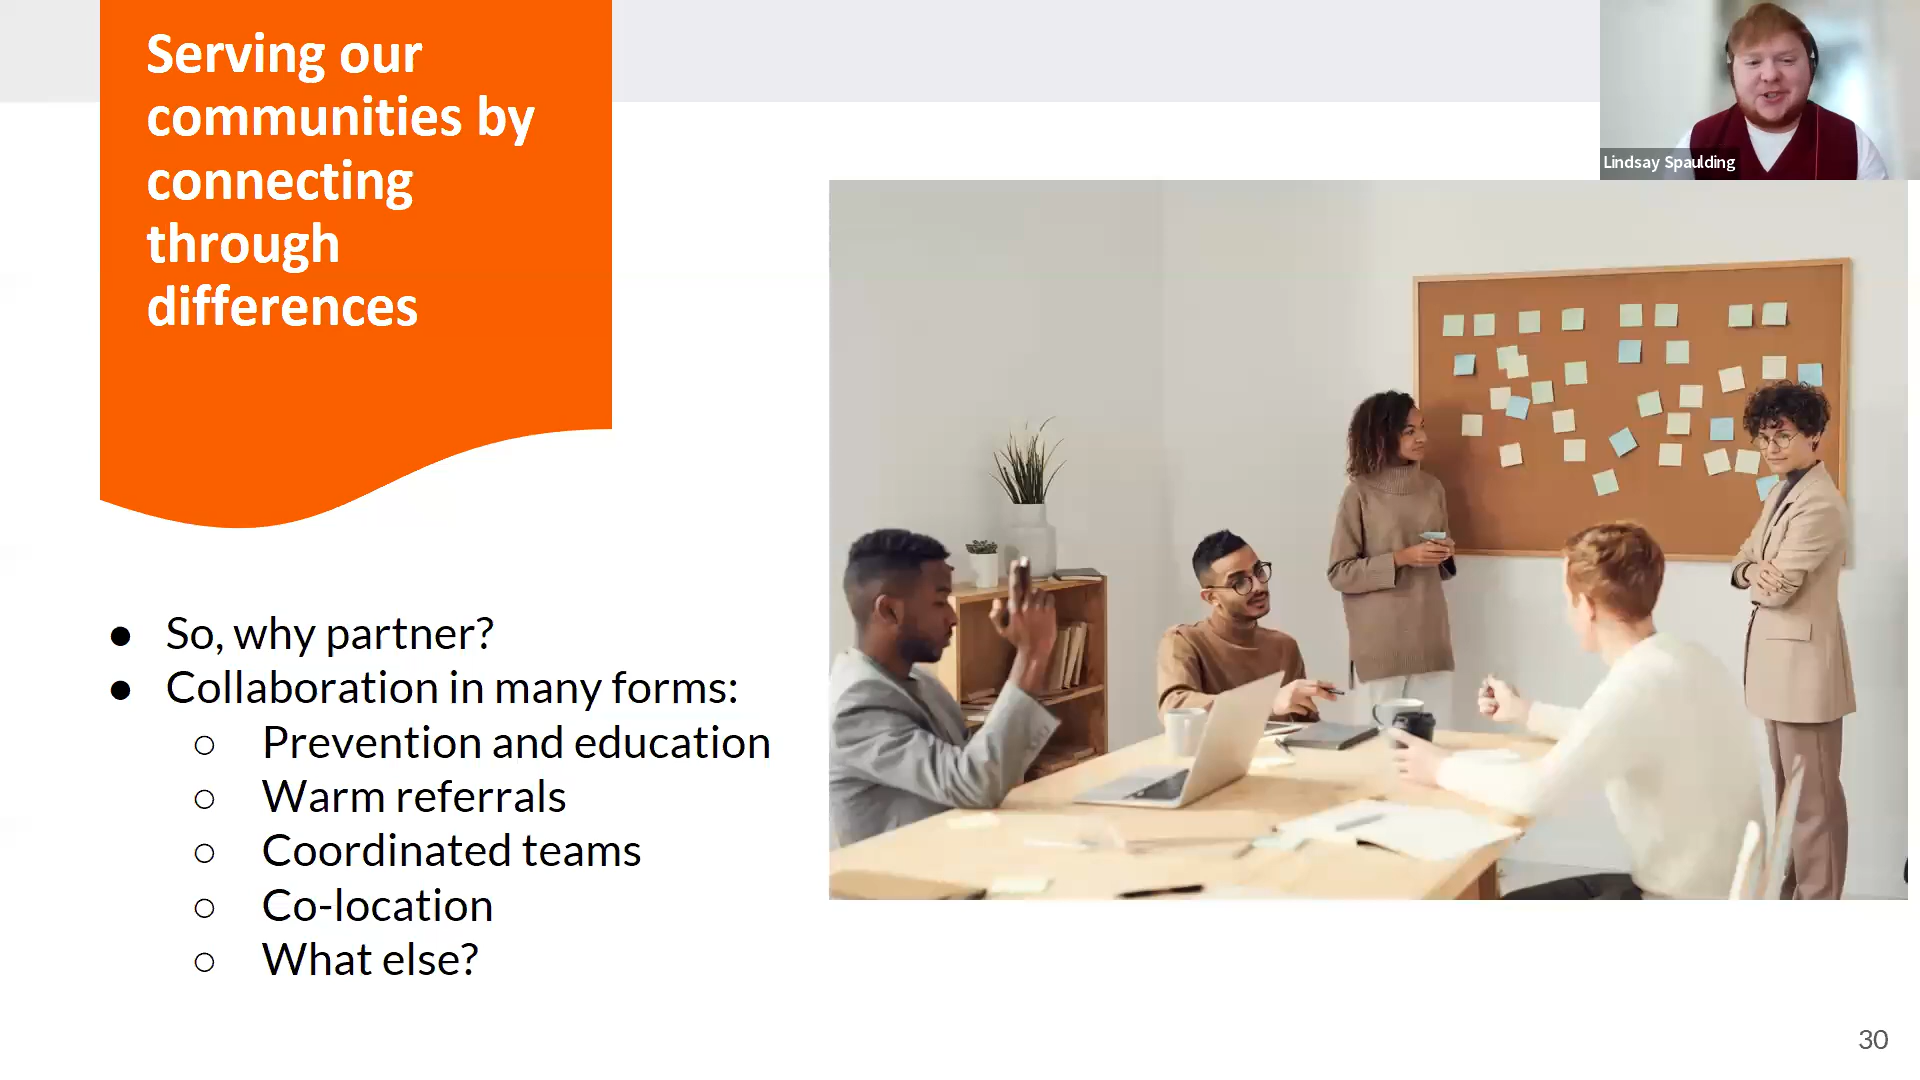 Serving our
communities by
connecting
through
differences
Lindsay Spaulding
● So, why partner?
● Collaboration in many forms:
○ Prevention and education
○ Warm referrals
○ Coordinated teams
○ Co-location
○ What else?
30